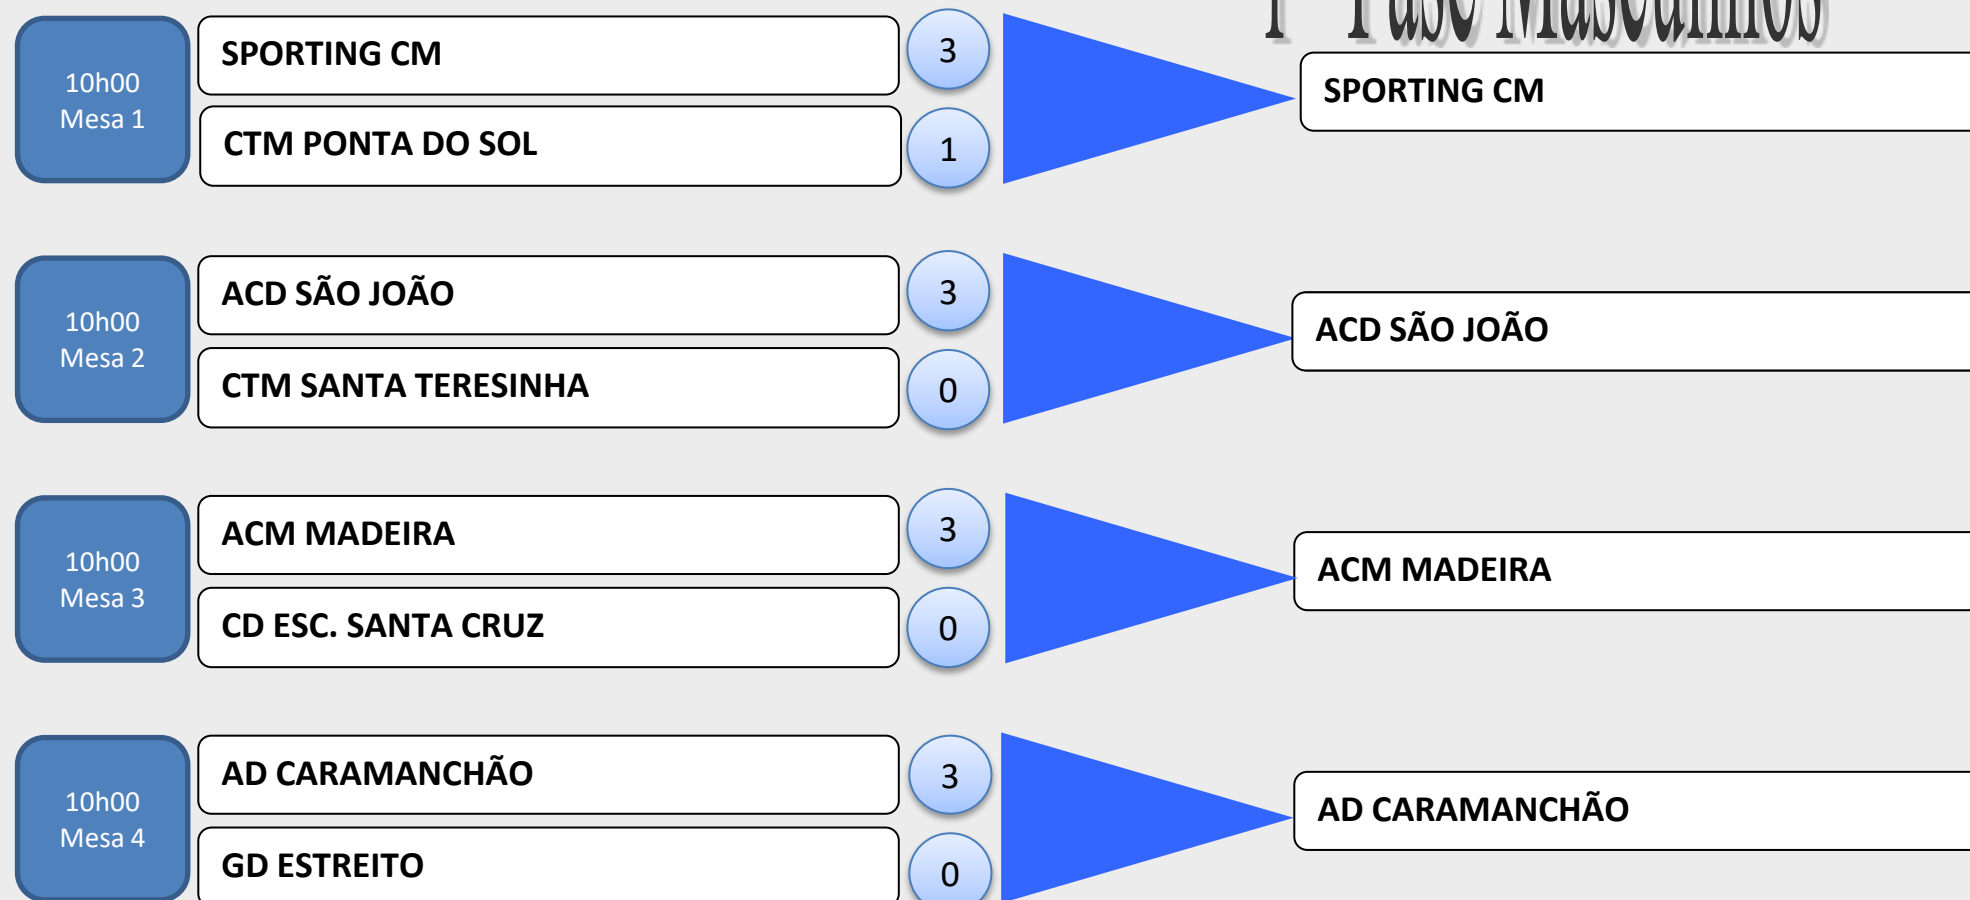 Fase Masculinos
10h00
Mesa 1
SPORTING CM
3
CTM PONTA DO SOL
1
SPORTING CM
10h00
Mesa 2
ACD SÃO JOÃO
3
CTM SANTA TERESINHA
0
ACD SÃO JOÃO
10h00
Mesa 3
ACM MADEIRA
3
CD ESC. SANTA CRUZ
0
ACM MADEIRA
10h00
Mesa 4
AD CARAMANCHÃO
3
GD ESTREITO
0
AD CARAMANCHÃO